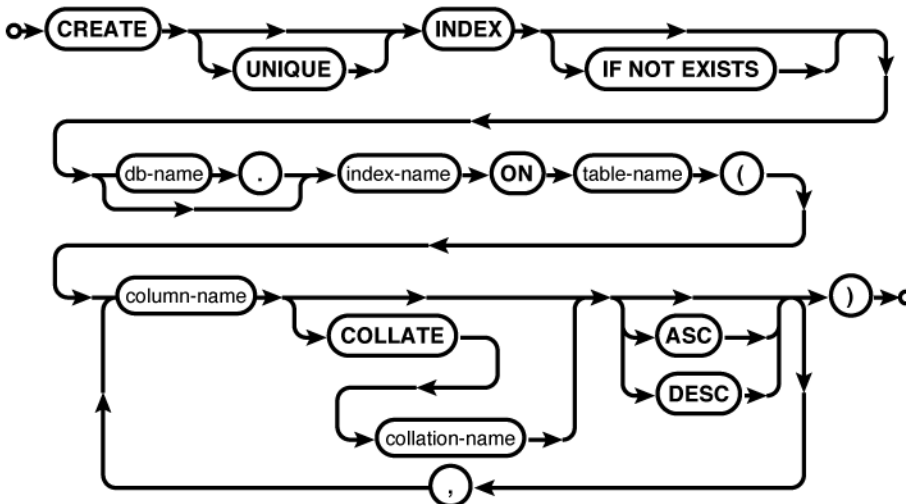 CREATE INDEX
UNIQUE IF NOT EXISTS
db-name . index-name ON table-name (
column-name )
COLLATE ASC
DESC
collation-name
,